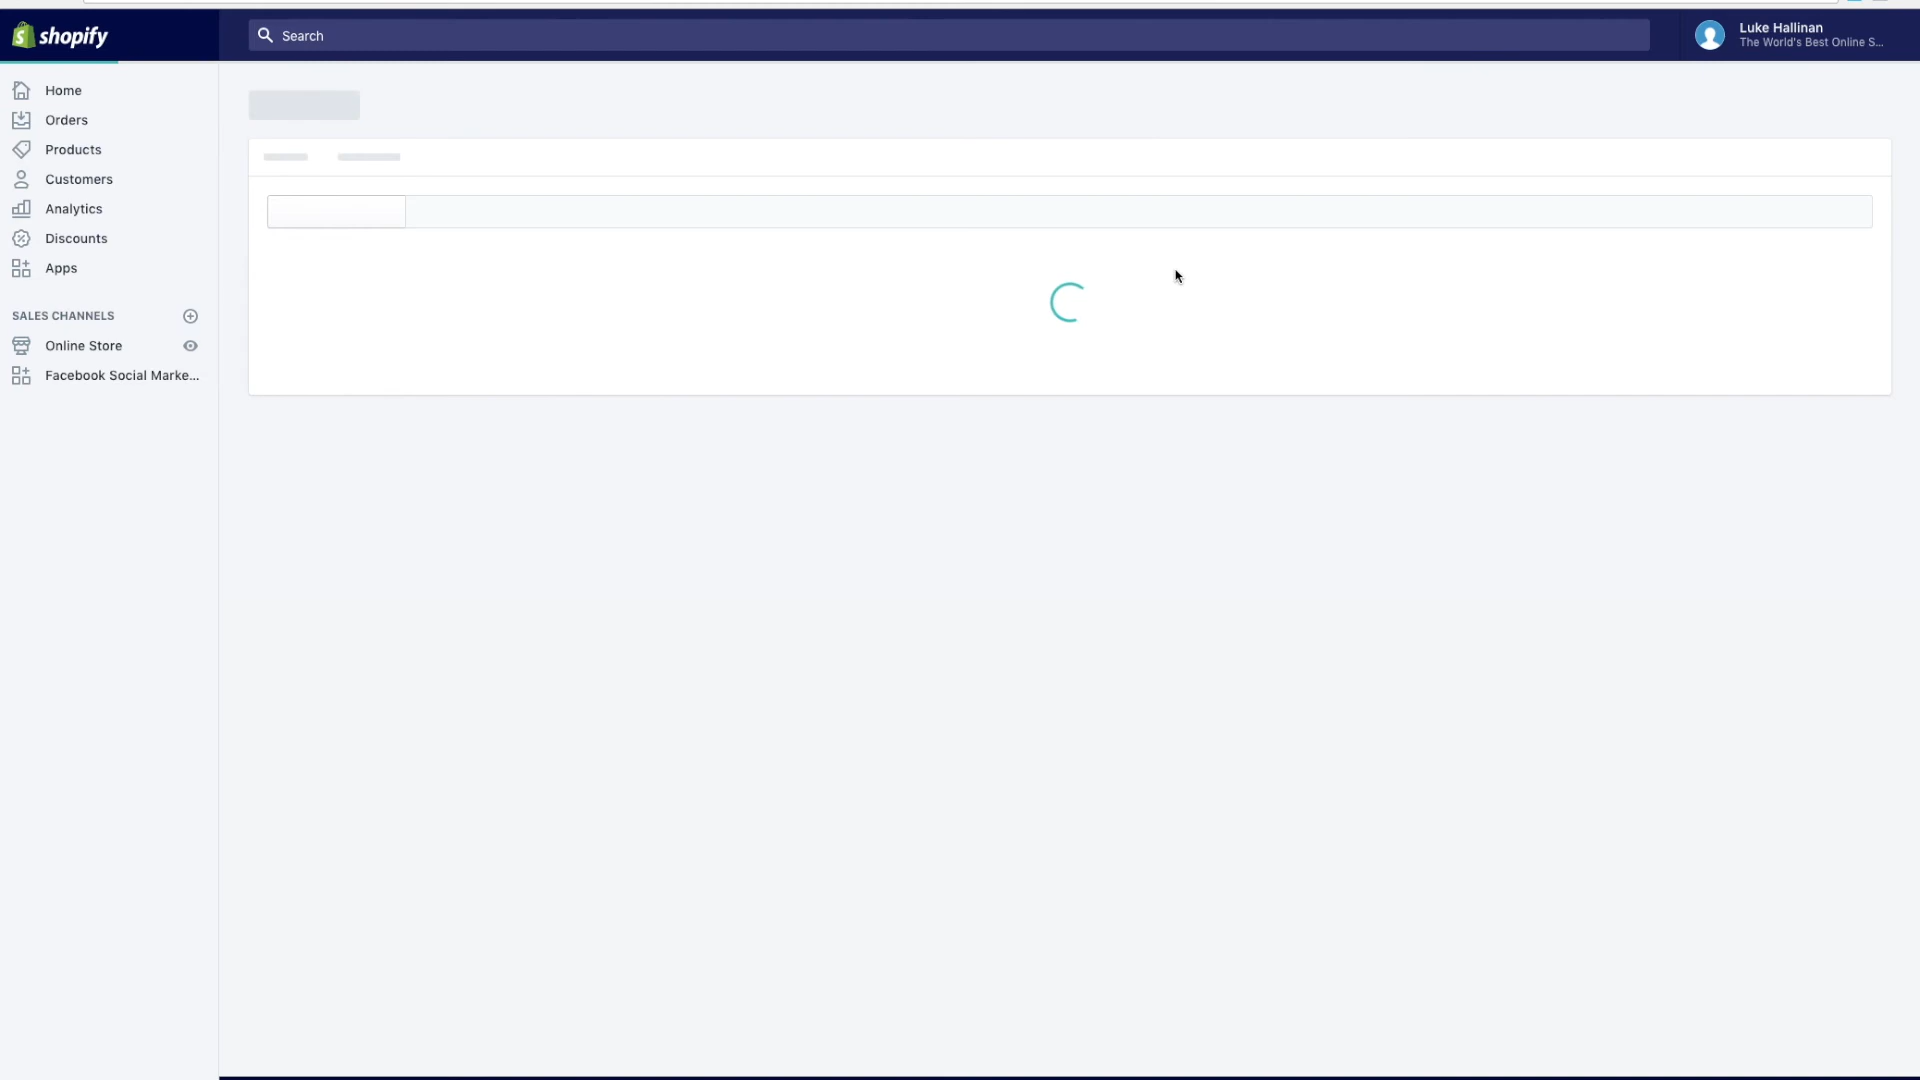 shopify
Search
Luke Hallinan
The World's Best Online S...
Home
Orders
Products
Customers
Analytics
Discounts
Apps
SALES CHANNELS
Online Store
Facebook Social Marke...